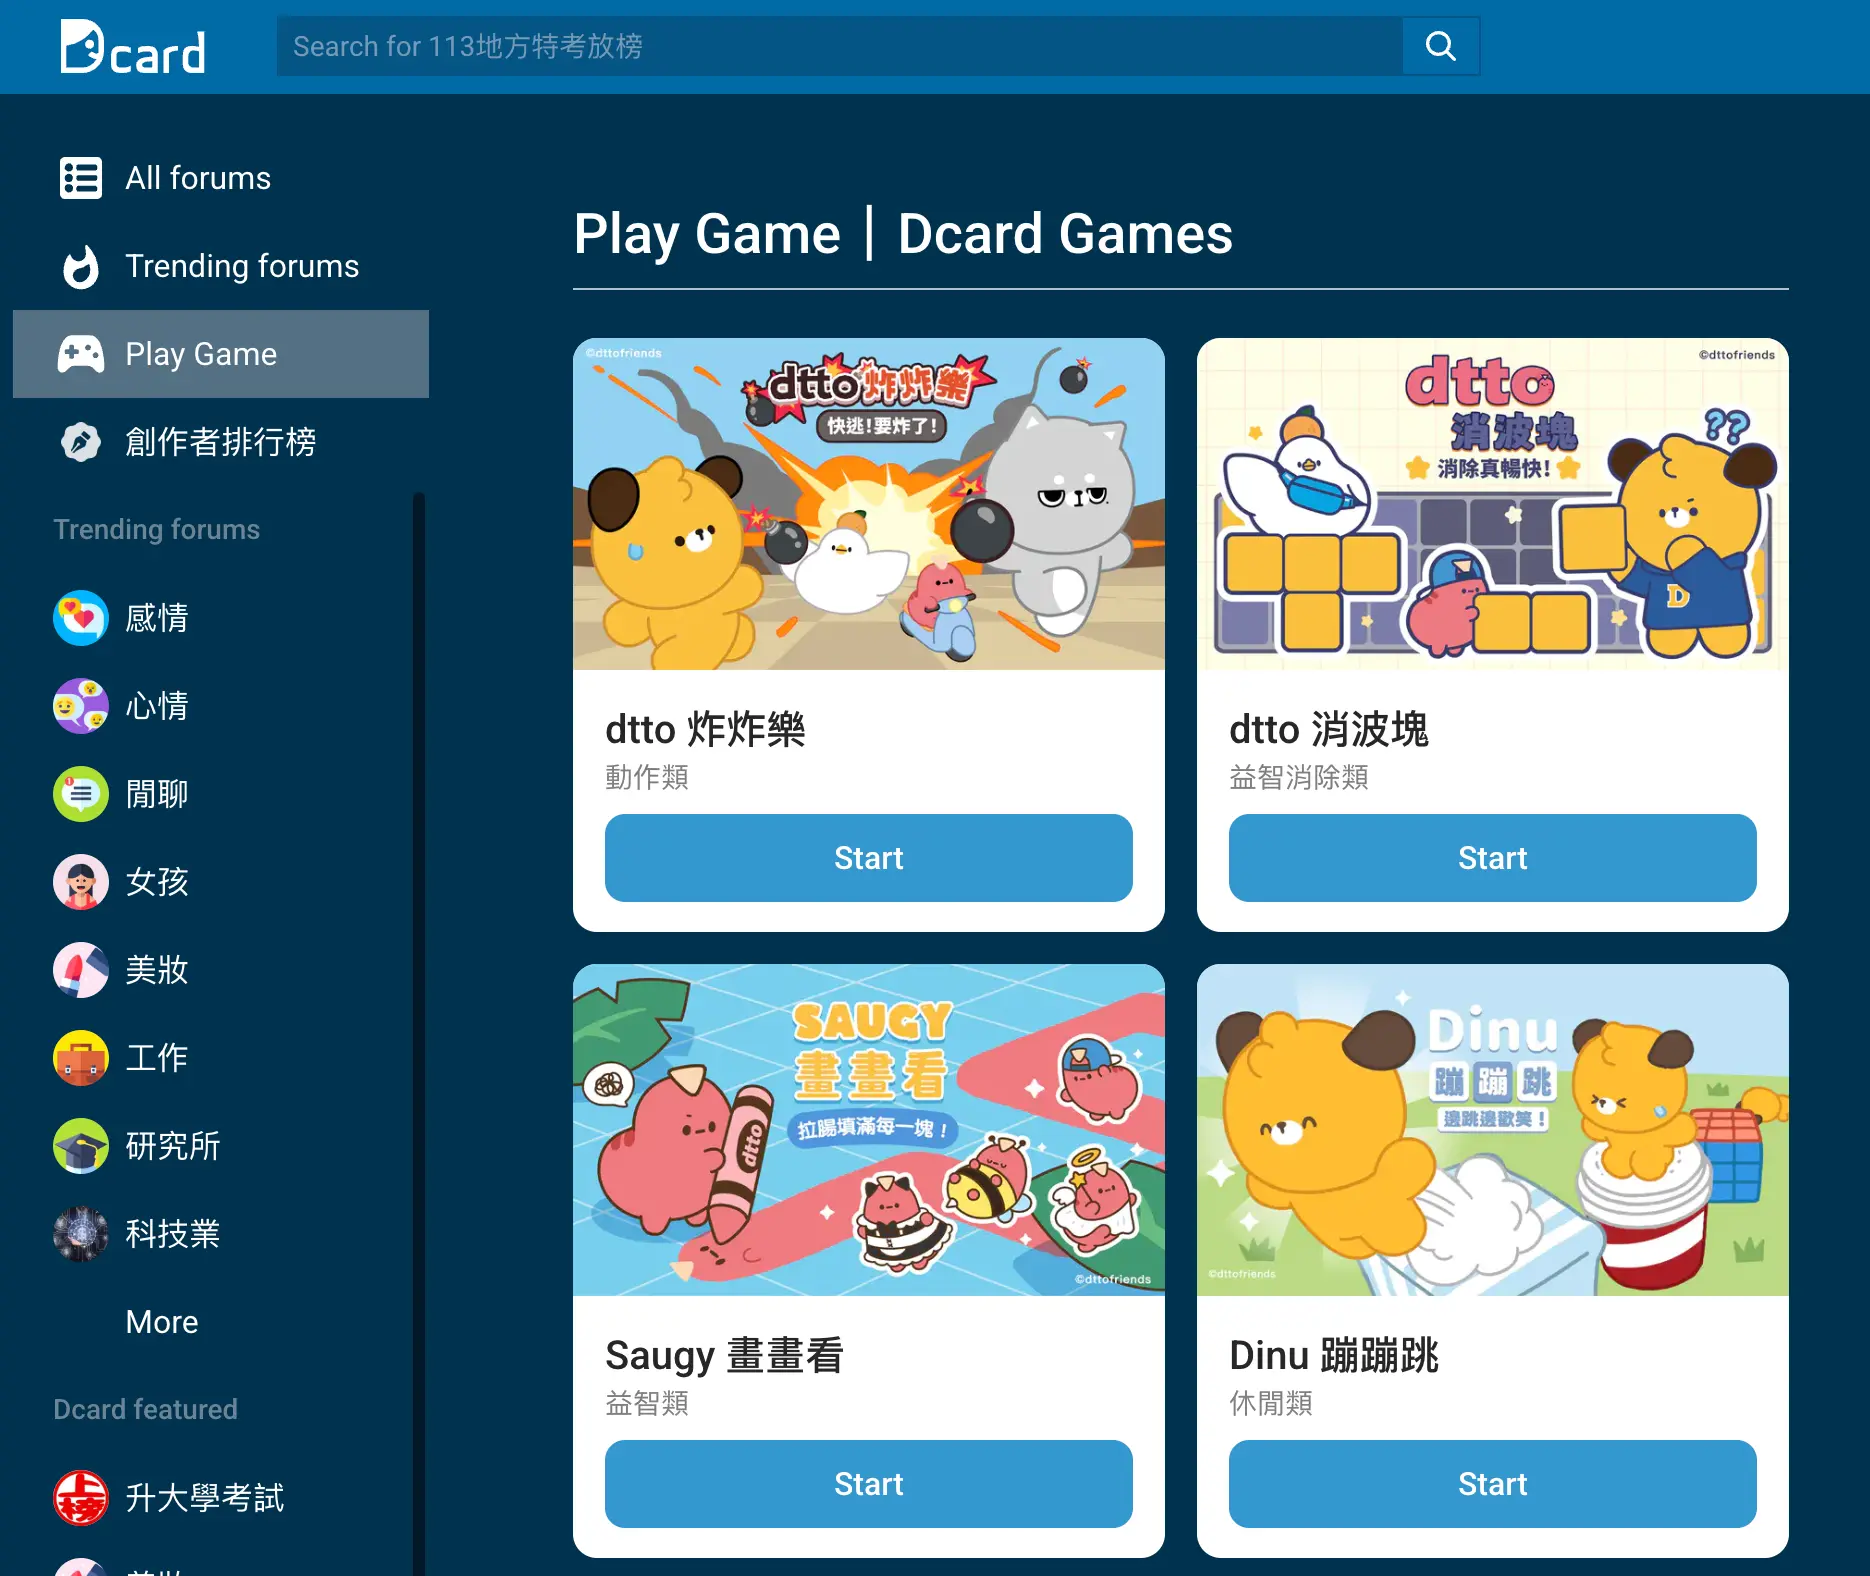 Dcard
Search for 113地方特考放榜
All forums
Trending forums
Play Game
創作者排行榜
Trending forums
感情
心情
閒聊
女孩
美妝
工作
研究所
科技業
More
Dcard featured
上榜
升大學考試
Play Game｜Dcard Games
©dttofriends
dtto炸炸樂
快逃!要炸了!
dtto 炸炸樂
動作類
Start
©dttofriends
dtto
消波塊
消除真暢快!
??
D
dtto 消波塊
益智消除類
Start
SAUGY
畫畫看
拉腸填滿每一塊!
dtto
©dttofriends
Saugy 畫畫看
益智類
Start
Dinu
蹦蹦跳
邊跳邊歡笑!
©dttofriends
Dinu 蹦蹦跳
休閒類
Start